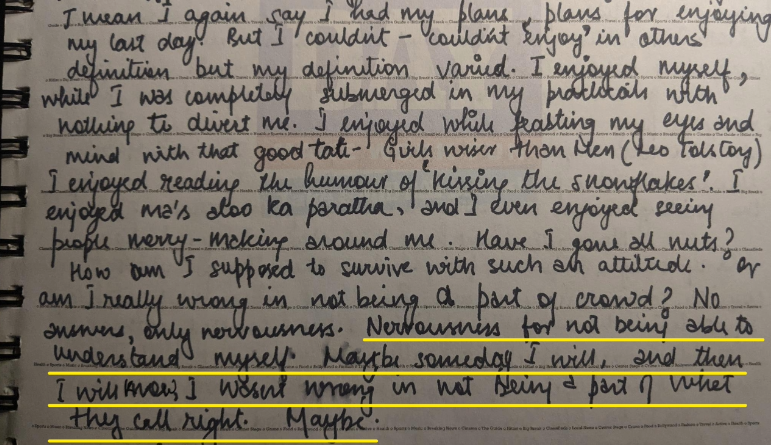 I mean I again say I had my plans, plans for enjoying
my last day. But I couldn't - couldn't 'enjoy' in others'
definition but my definition varied. I enjoyed myself,
while I was completely submerged in my practicals with
nothing to divert me. I enjoyed while feasting my eyes and
mind with that good tale - Girls wiser than Men (Leo Tolstoy)
I enjoyed reading the humour of 'kissing the snowflakes'. I
enjoyed ma's aloo ka paratha, and I even enjoyed seeing
people merry-making around me. Have I gone all nuts?
How am I supposed to survive with such an attitude. Or
am I really wrong in not being a part of crowd? No
answers, only nervousness. Nervousness for not being able to
understand myself. Maybe someday I will, and then
I will know, I wasn't wrong in not being a part of what
they call right. Maybe.